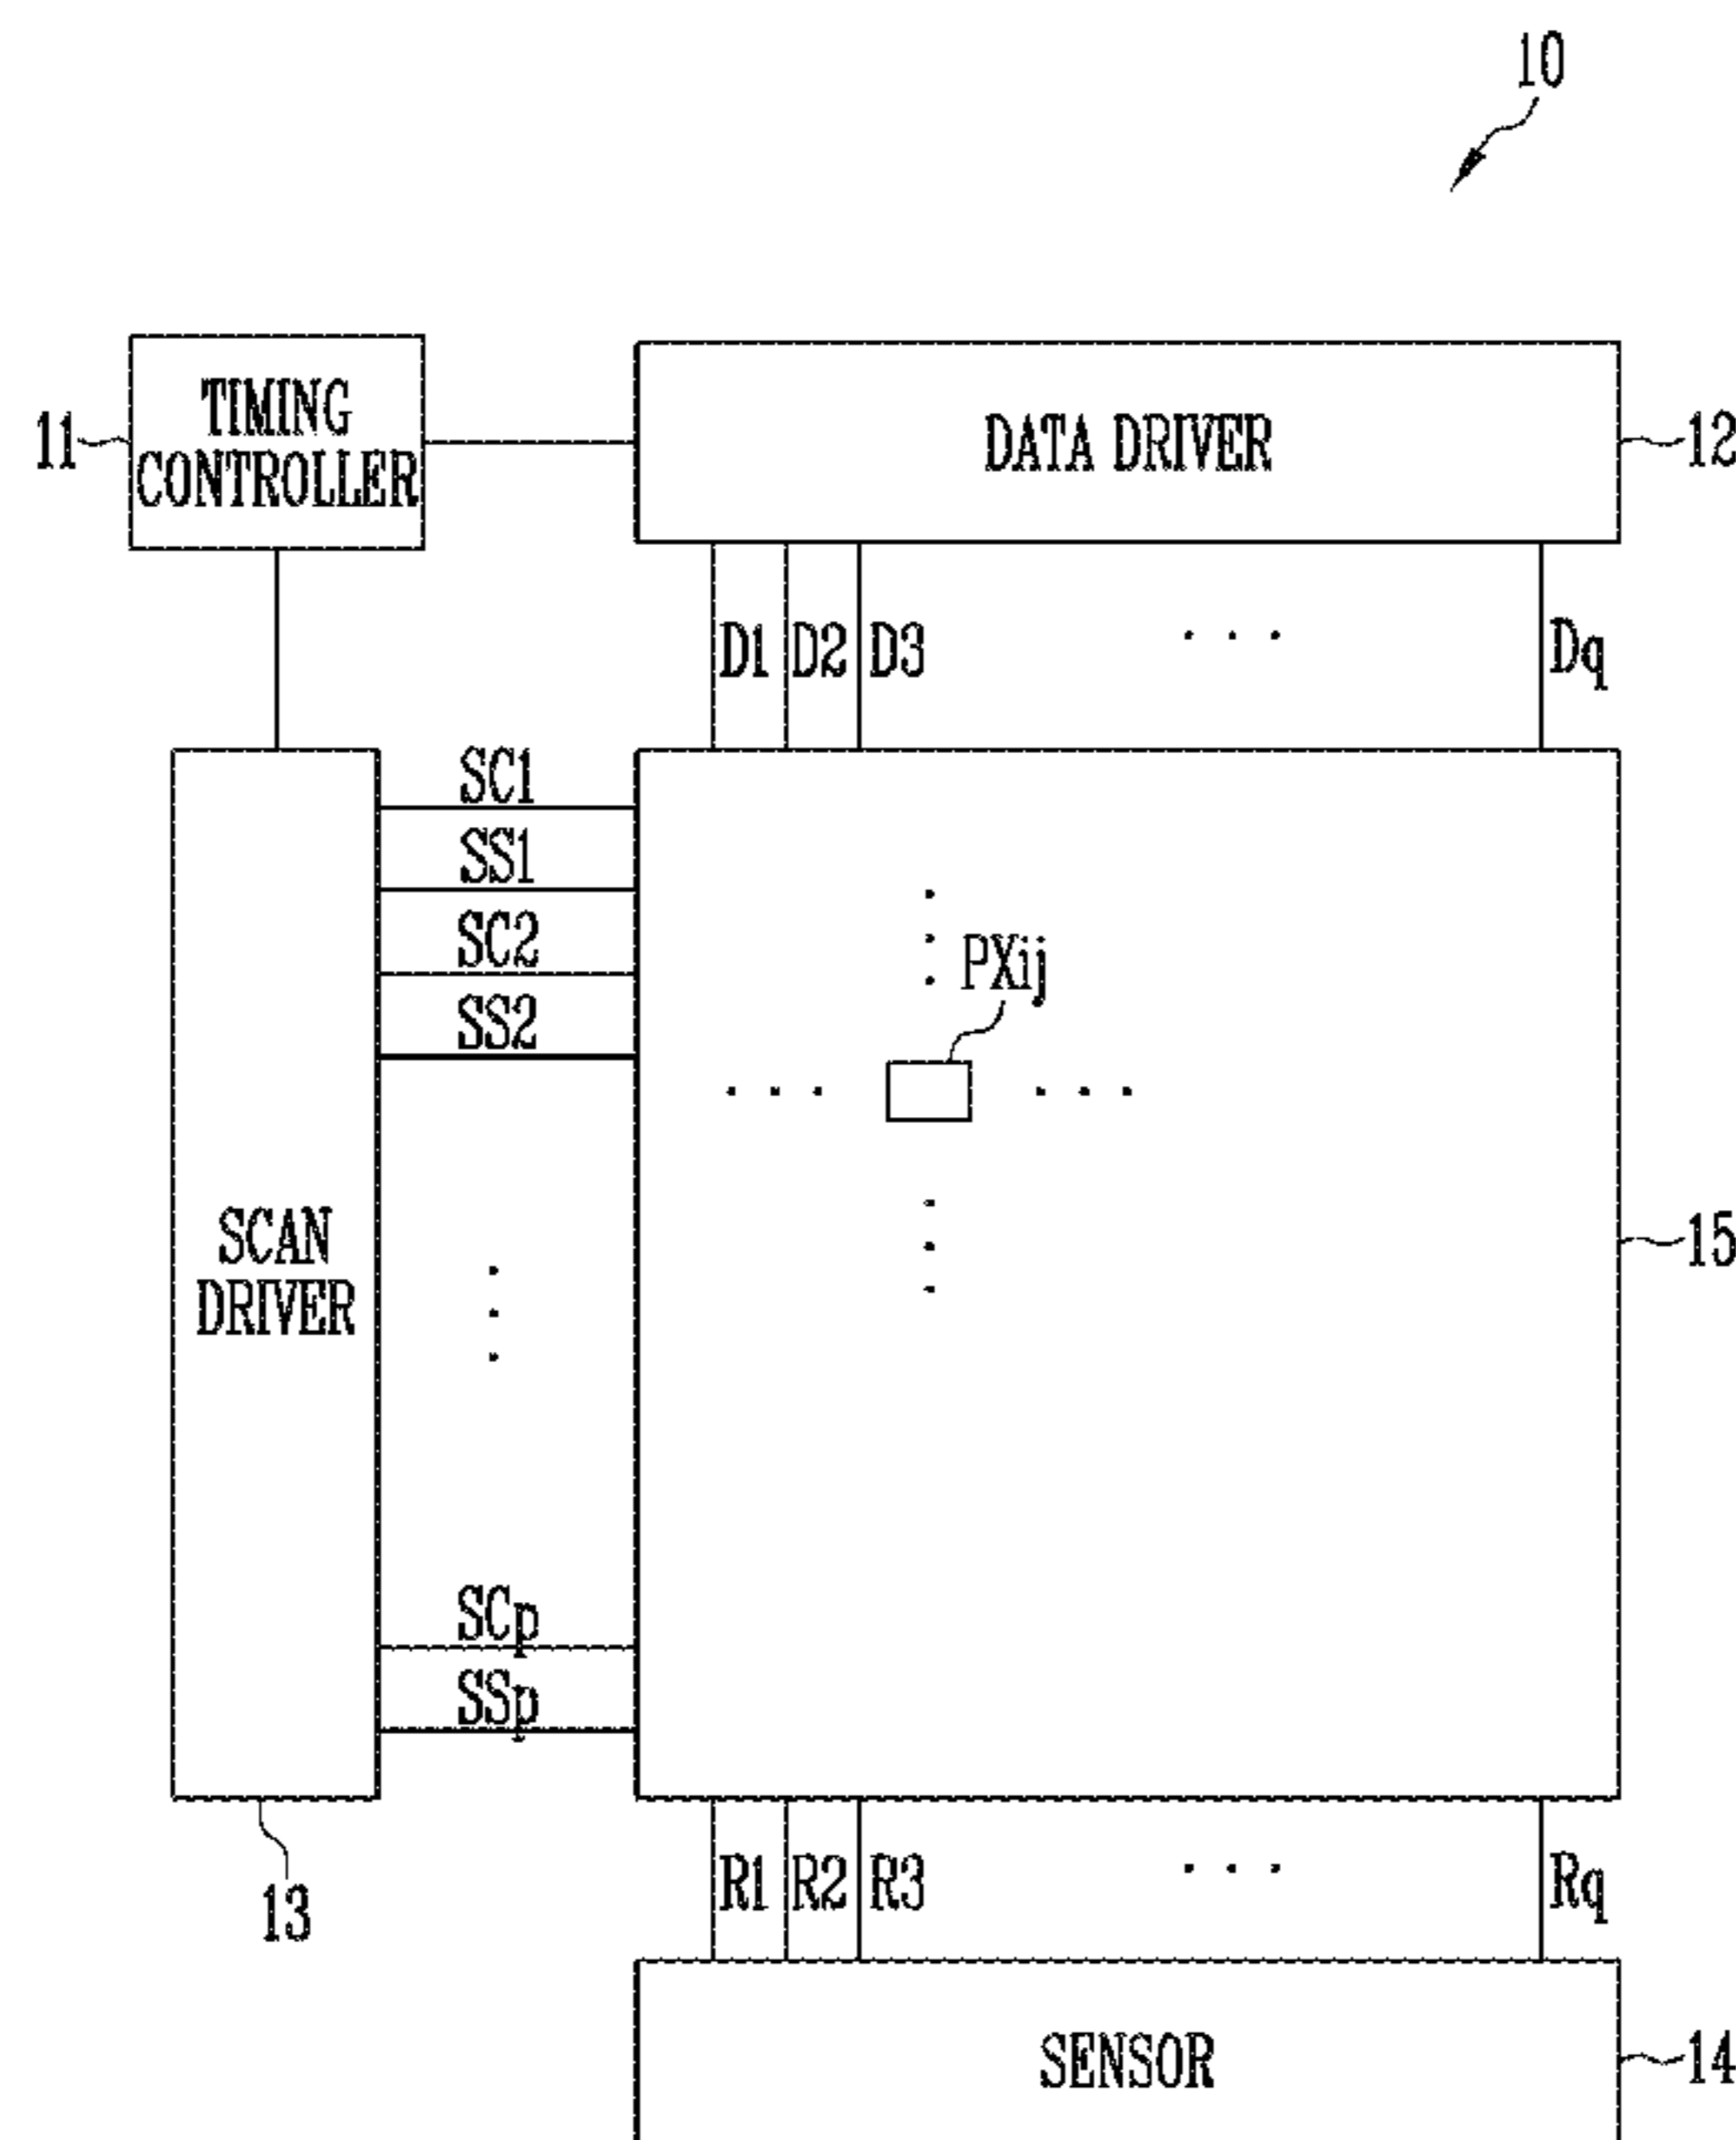 10
TIMING
CONTROLLER
11
DATA DRIVER
12
D1 D2 D3 ... Dq
SC1
SS1
SC2
SS2
PXij
SCAN
DRIVER
15
SCp
SSp
13
R1 R2 R3 ... Rq
SENSOR
14